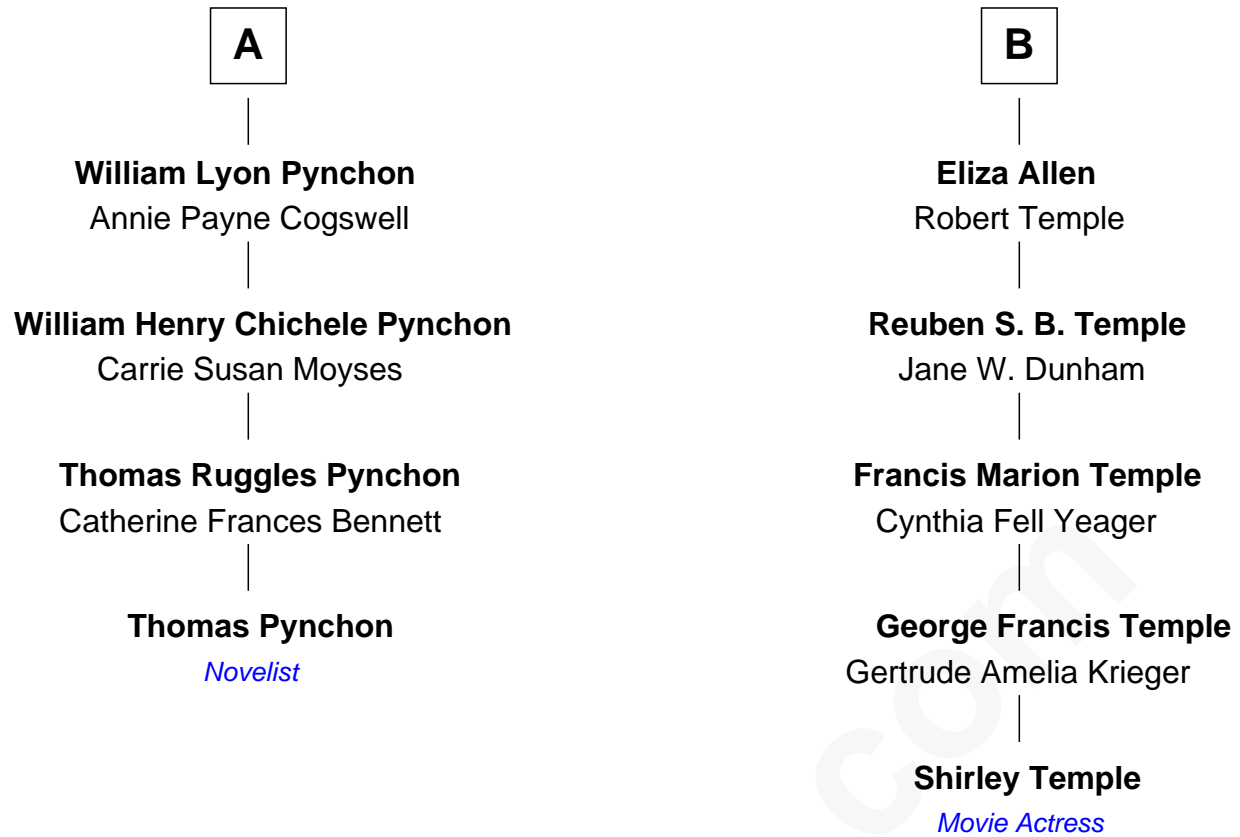 A
William Lyon Pynchon
Annie Payne Cogswell
William Henry Chichele Pynchon
Carrie Susan Moyses
Thomas Ruggles Pynchon
Catherine Frances Bennett
Thomas Pynchon
Novelist
B
Eliza Allen
Robert Temple
Reuben S. B. Temple
Jane W. Dunham
Francis Marion Temple
Cynthia Fell Yeager
George Francis Temple
Gertrude Amelia Krieger
Shirley Temple
Movie Actress
com